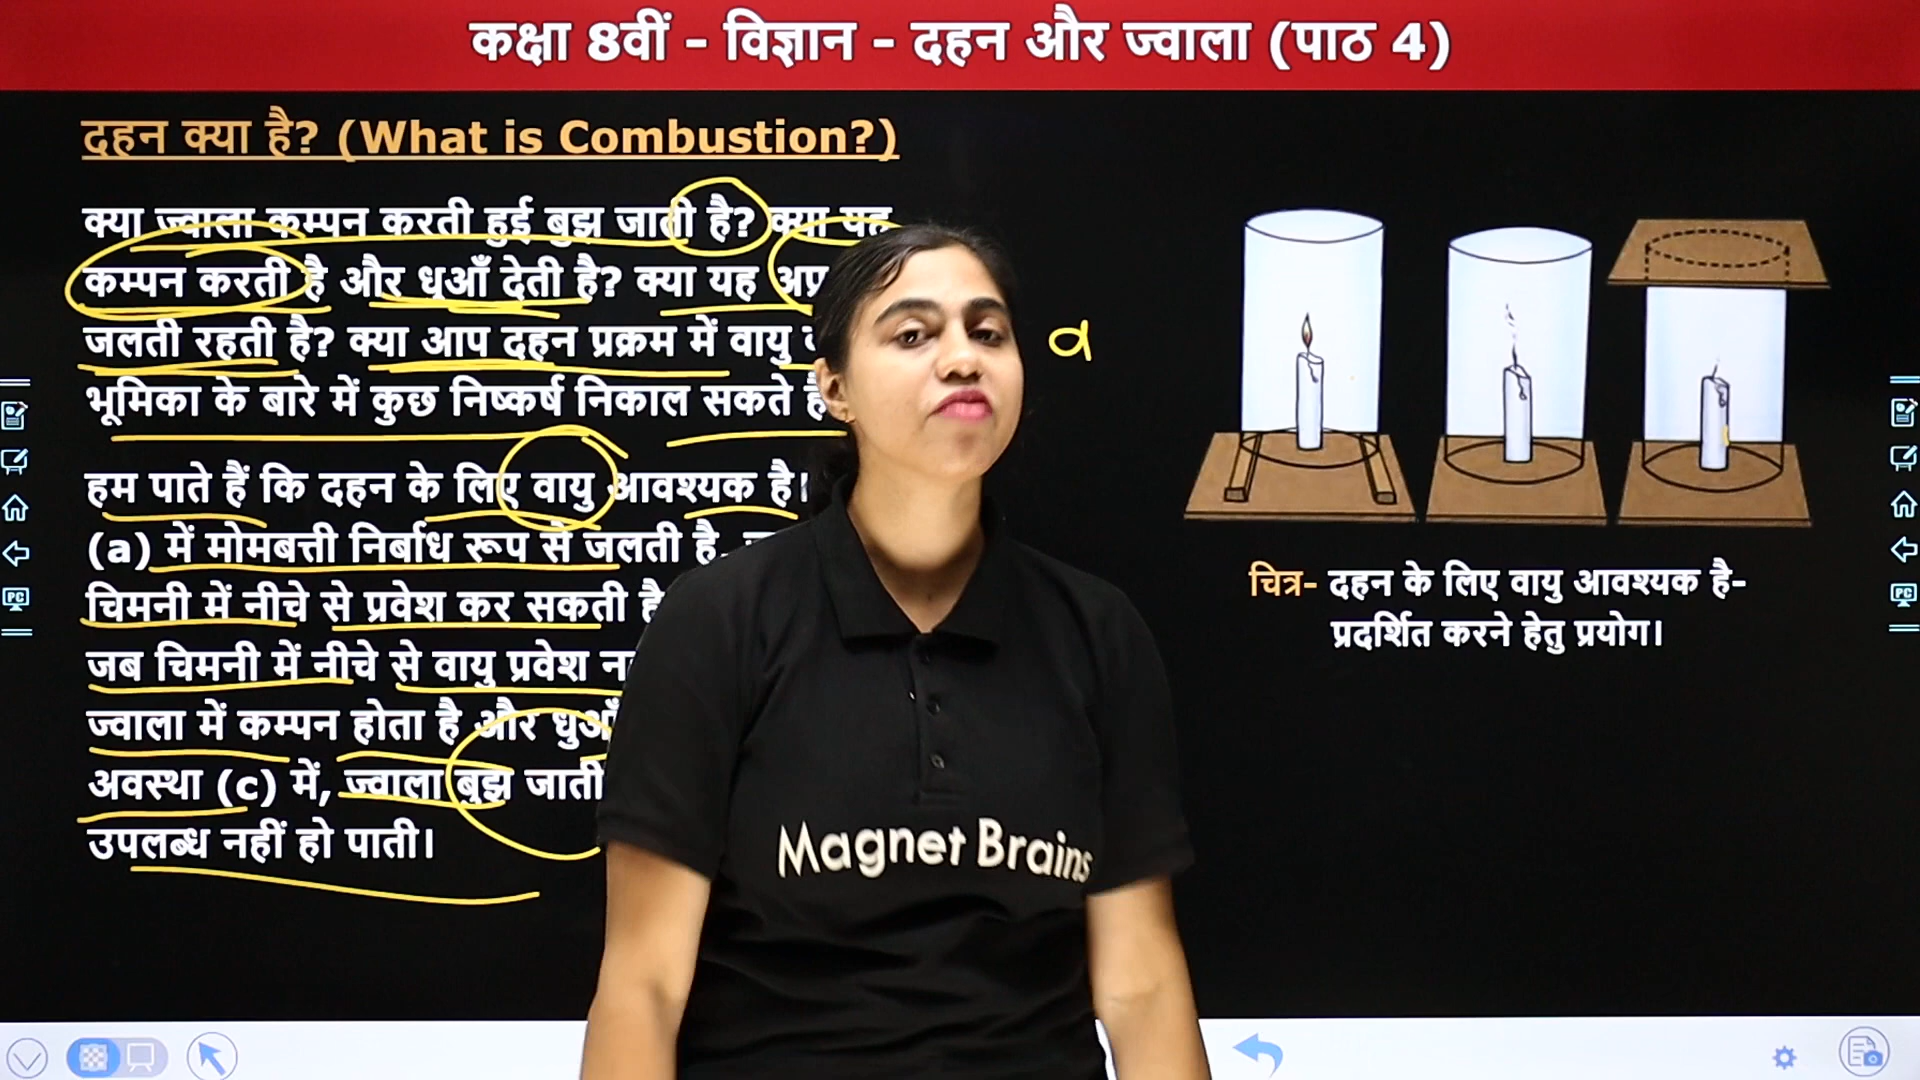 कक्षा 8वीं - विज्ञान - दहन और ज्वाला (पाठ 4)
दहन क्या है? (What is Combustion?)
क्या ज्वाला कम्पन करती हुई बुझ जाती है? क्या यह
कम्पन करती है और धुआँ देती है? क्या यह
जलती रहती है? क्या आप दहन प्रक्रम में वायु
भूमिका के बारे में कुछ निष्कर्ष निकाल सकते
हम पाते हैं कि दहन के लिए वायु आवश्यक है।
(a) में मोमबत्ती निर्बाध रूप से जलती है,
चिमनी में नीचे से प्रवेश कर सकती
जब चिमनी में नीचे से वायु प्रवेश
ज्वाला में कम्पन होता है और धुआँ
अवस्था (c) में, ज्वाला बुझ जाती
उपलब्ध नहीं हो पाती।
a
चित्र- दहन के लिए वायु आवश्यक है-
प्रदर्शित करने हेतु प्रयोग।
Magnet Brains
PC
PC